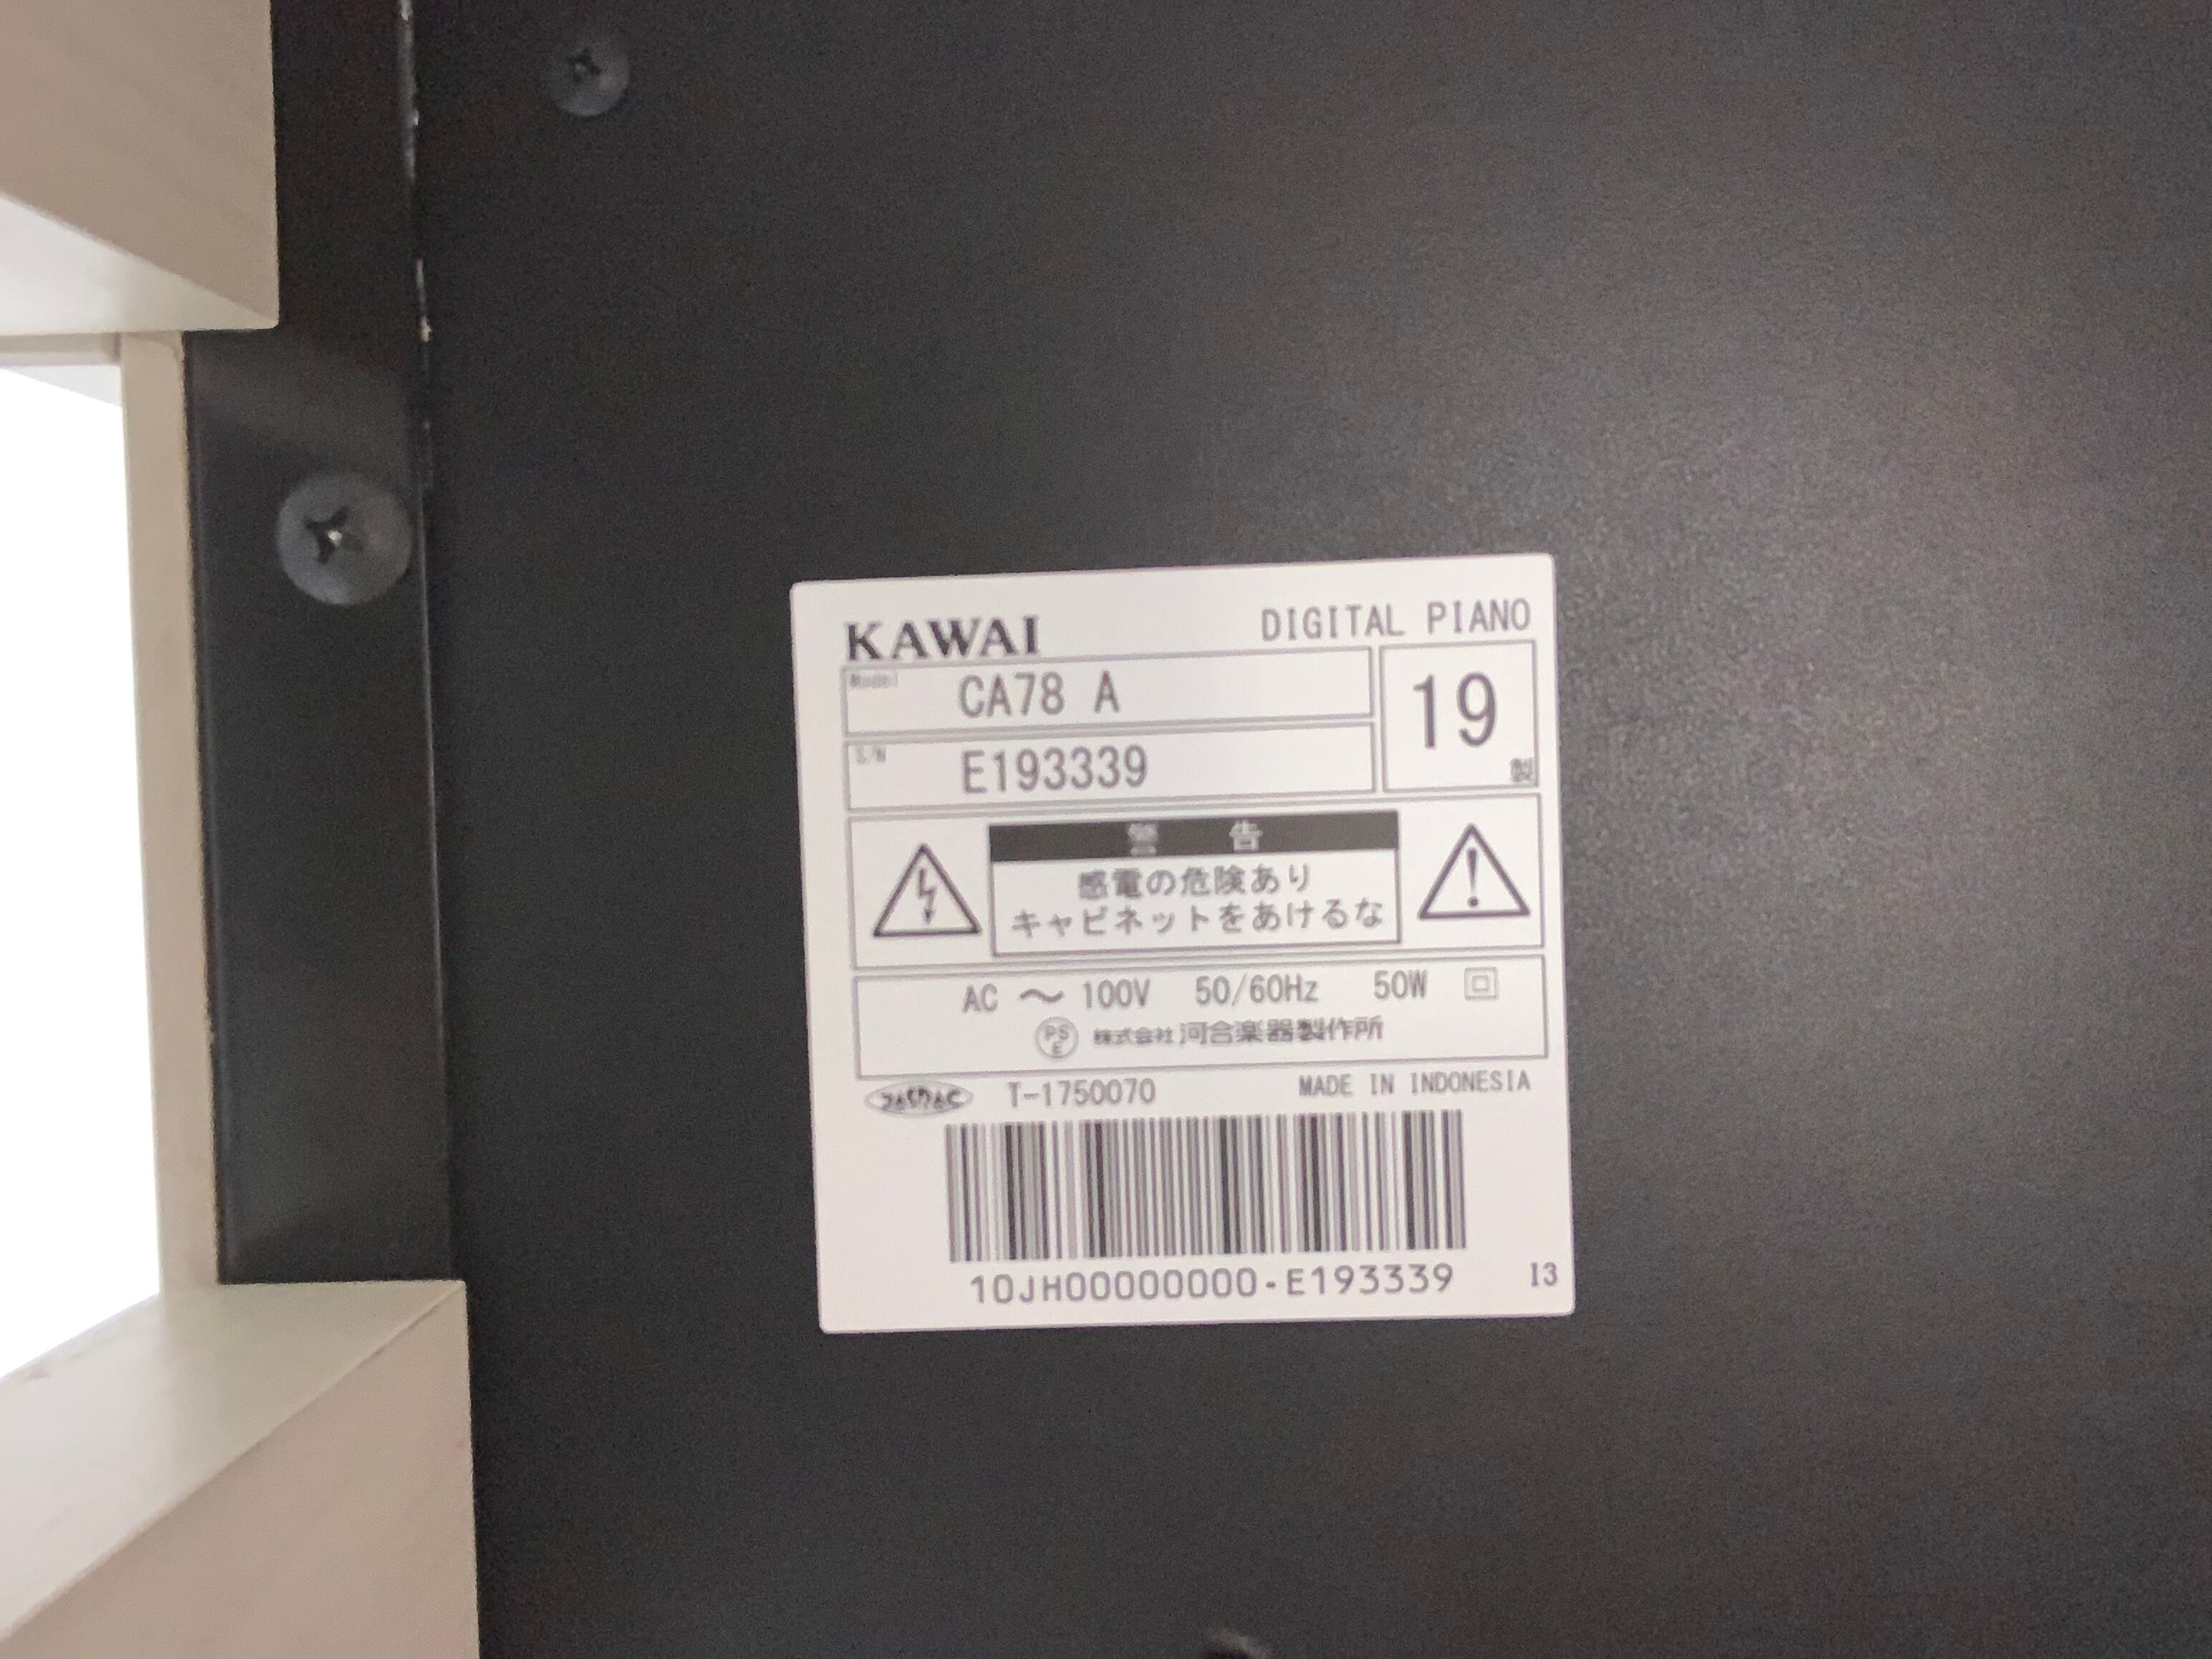 KAWAI DIGITAL PIANO
Model CA78 A
19 製
S/N E193339
警告
感電の危険あり
キャビネットをあけるな
AC ～ 100V 50/60Hz 50W
PSE 株式会社 河合楽器製作所
JASRAC T-1750070 MADE IN INDONESIA
10JH00000000-E193339 I3